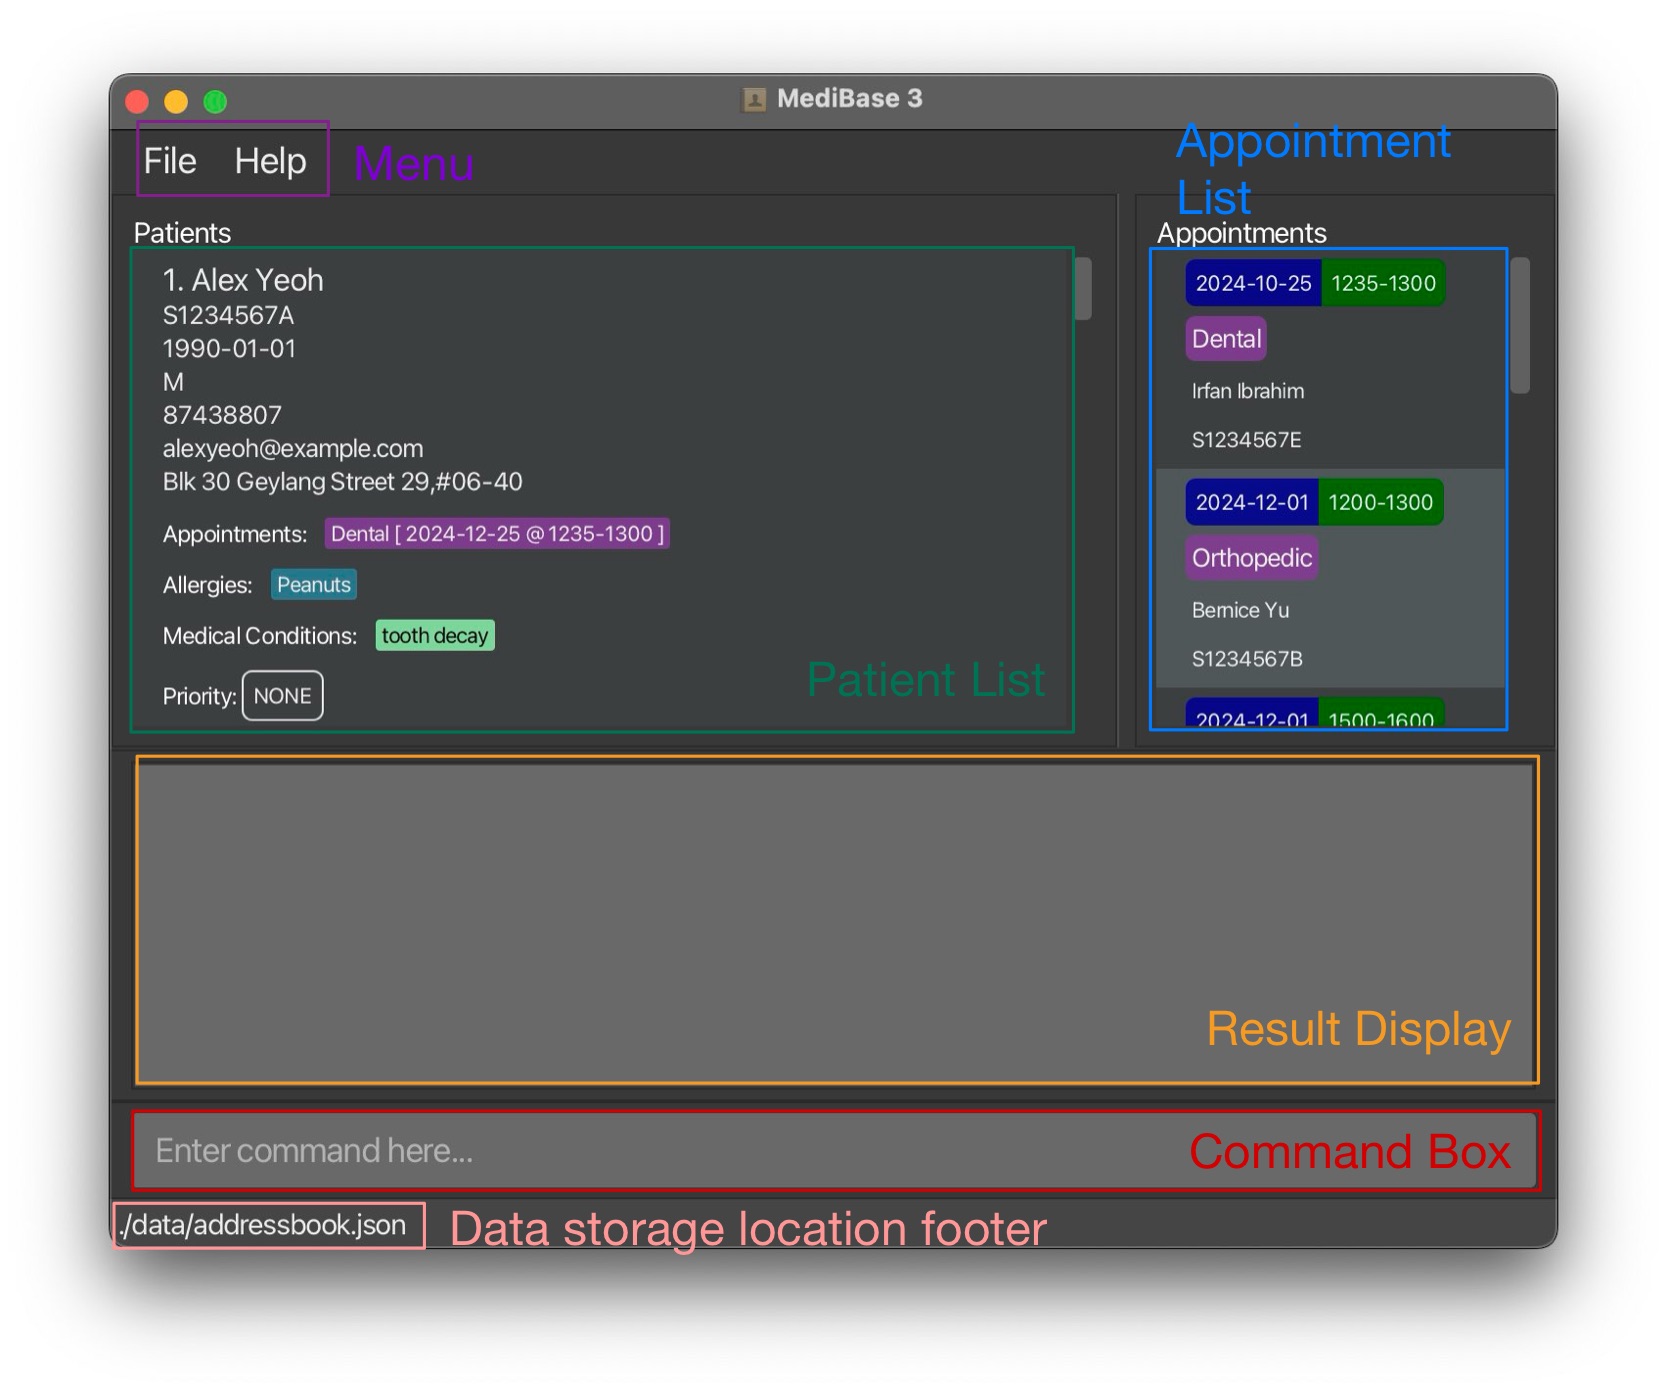 MediBase 3
File Help
Menu
Appointment
List
Patients
1. Alex Yeoh
S1234567A
1990-01-01
M
87438807
alexyeoh@example.com
Blk 30 Geylang Street 29,#06-40
Appointments: Dental [ 2024-12-25 @ 1235-1300 ]
Allergies: Peanuts
Medical Conditions: tooth decay
Priority: NONE
Patient List
Appointments
2024-10-25 1235-1300
Dental
Irfan Ibrahim
S1234567E
2024-12-01 1200-1300
Orthopedic
Bernice Yu
S1234567B
2024-12-01 1500-1600
Result Display
Enter command here...
Command Box
./data/addressbook.json
Data storage location footer